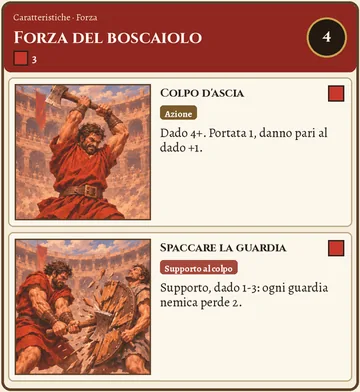 Caratteristiche · Forza
Forza del boscaiolo
4
3
Colpo d'ascia
Azione
Dado 4+. Portata 1, danno pari al
dado +1.
Spaccare la guardia
Supporto al colpo
Supporto, dado 1-3: ogni guardia
nemica perde 2.